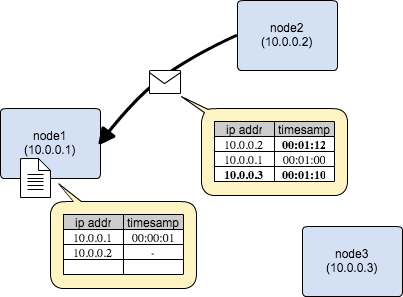 node2
(10.0.0.2)
node1
(10.0.0.1)
ip addr timesamp
10.0.0.2 00:01:12
10.0.0.1 00:01:00
10.0.0.3 00:01:10
ip addr timesamp
10.0.0.1 00:00:01
10.0.0.2 -
node3
(10.0.0.3)